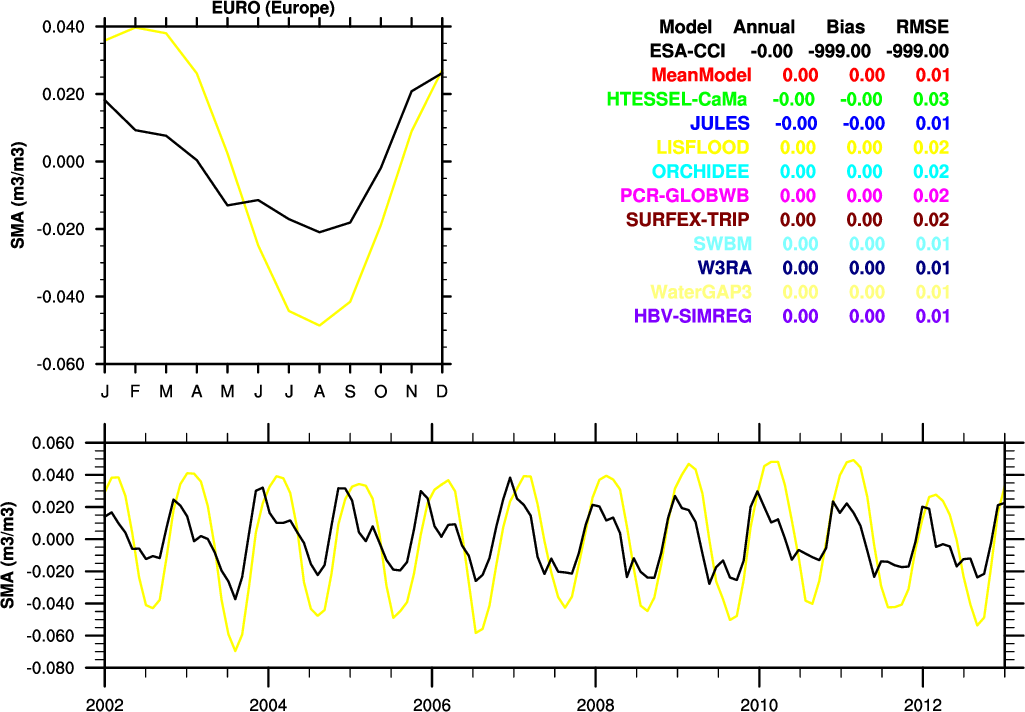 EURO (Europe)
0.040
0.020
0.000
-0.020
-0.040
-0.060
SMA (m3/m3)
J F M A M J J A S O N D
Model Annual Bias RMSE
ESA-CCI -0.00 -999.00 -999.00
MeanModel 0.00 0.00 0.01
HTESSEL-CaMa -0.00 -0.00 0.03
JULES -0.00 -0.00 0.01
LISFLOOD 0.00 0.00 0.02
ORCHIDEE 0.00 0.00 0.02
PCR-GLOBWB 0.00 0.00 0.02
SURFEX-TRIP 0.00 0.00 0.02
SWBM 0.00 0.00 0.01
W3RA 0.00 0.00 0.01
WaterGAP3 0.00 0.00 0.01
HBV-SIMREG 0.00 0.00 0.01
0.060
0.040
0.020
0.000
-0.020
-0.040
-0.060
-0.080
SMA (m3/m3)
2002 2004 2006 2008 2010 2012